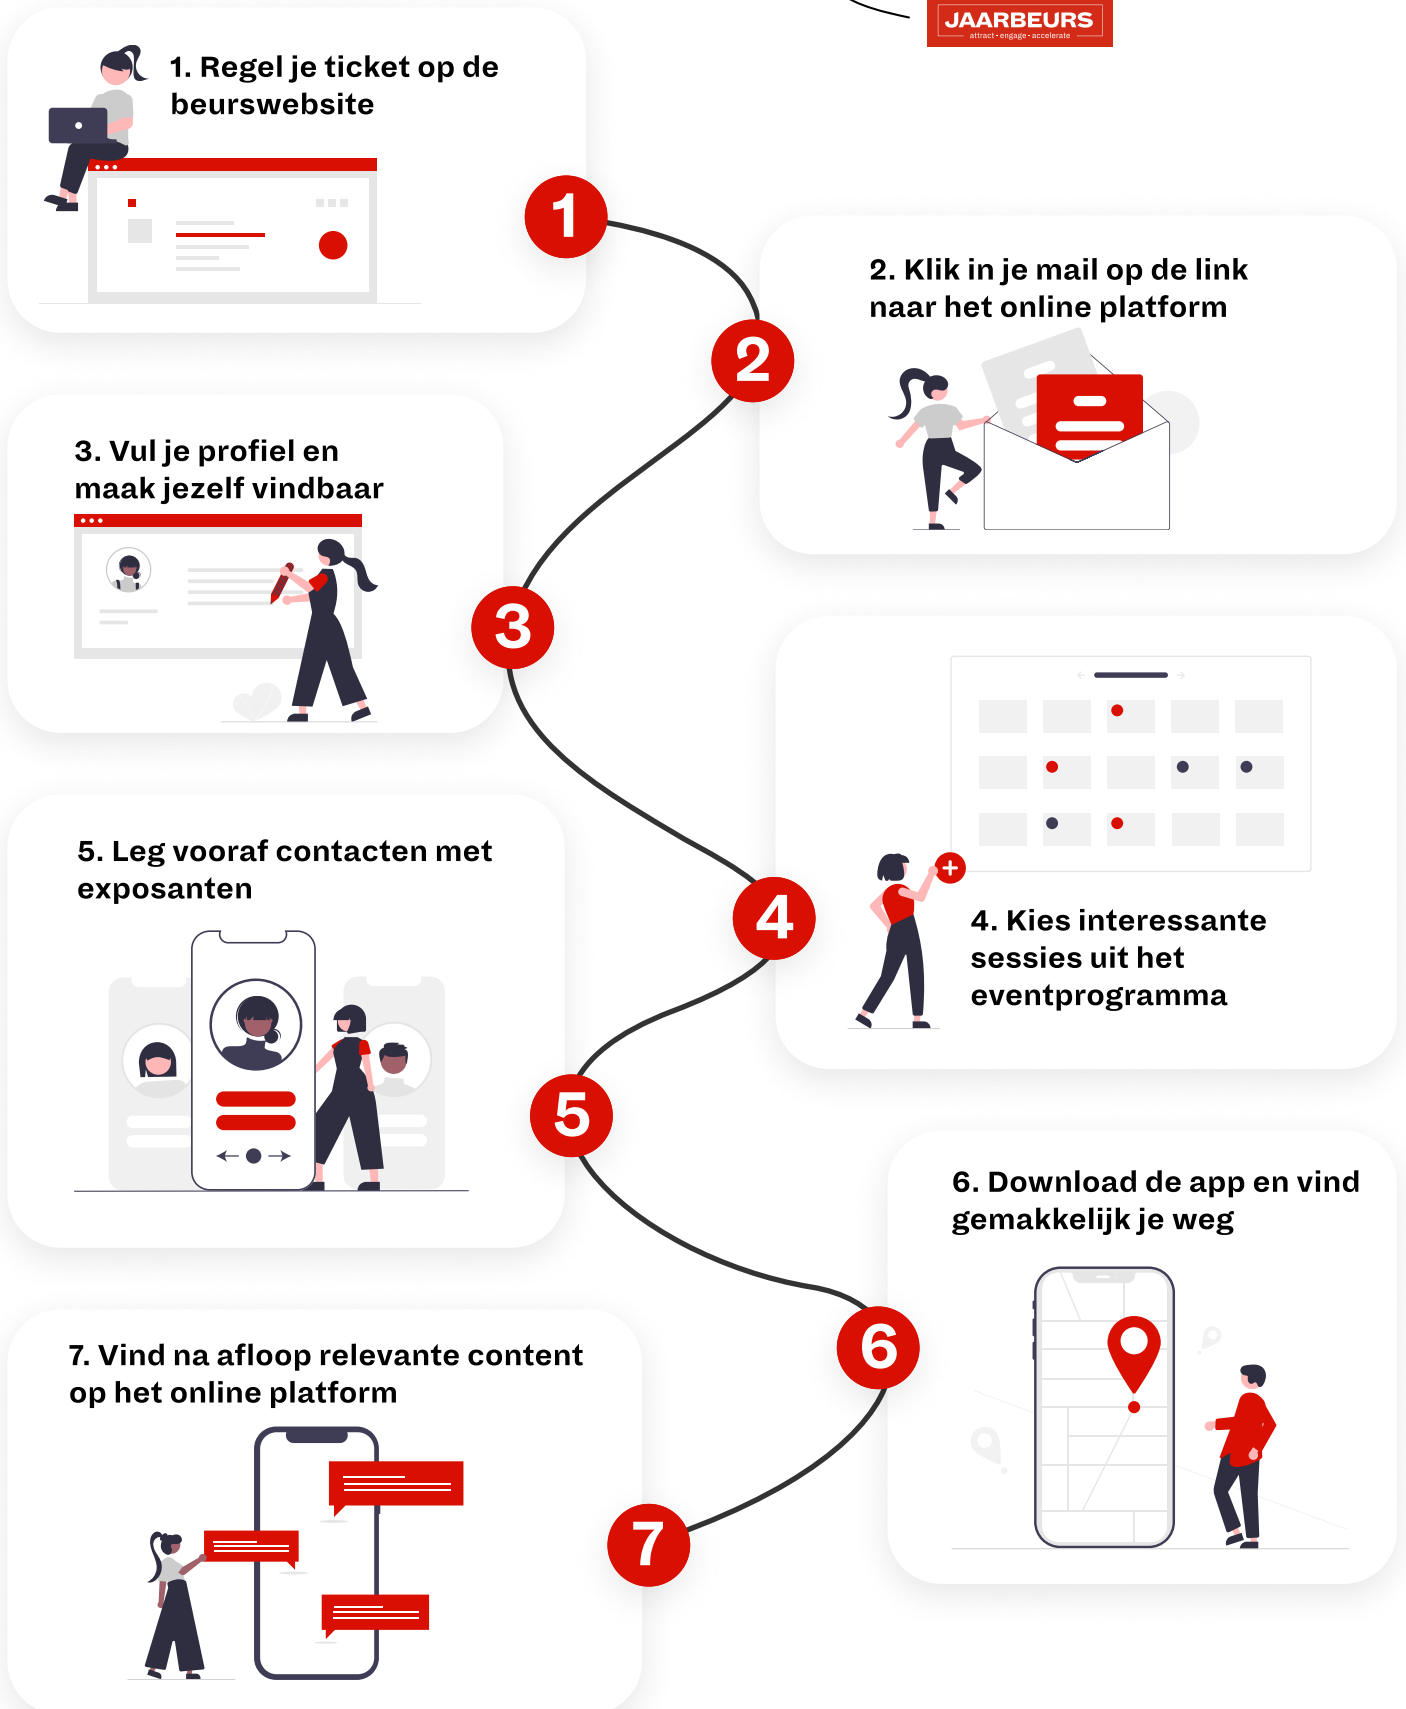 JAARBEURS
attract • engage • accelerate
1. Regel je ticket op de
beurswebsite
1
2. Klik in je mail op de link
naar het online platform
2
3. Vul je profiel en
maak jezelf vindbaar
3
4
4. Kies interessante
sessies uit het
eventprogramma
5. Leg vooraf contacten met
exposanten
5
6. Download de app en vind
gemakkelijk je weg
6
7. Vind na afloop relevante content
op het online platform
7